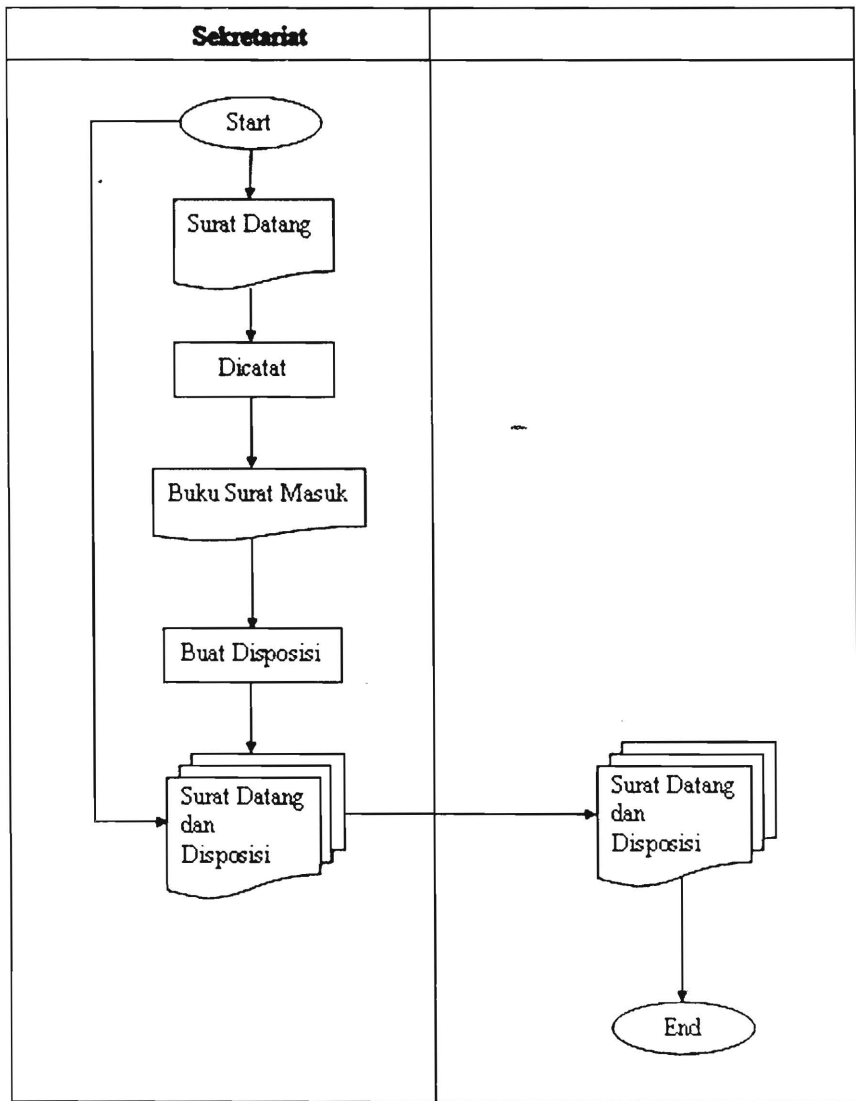 Sekretariat
Start
Surat Datang
Dicatat
Buku Surat Masuk
Buat Disposisi
Surat Datang
dan
Disposisi
Surat Datang
dan
Disposisi
End